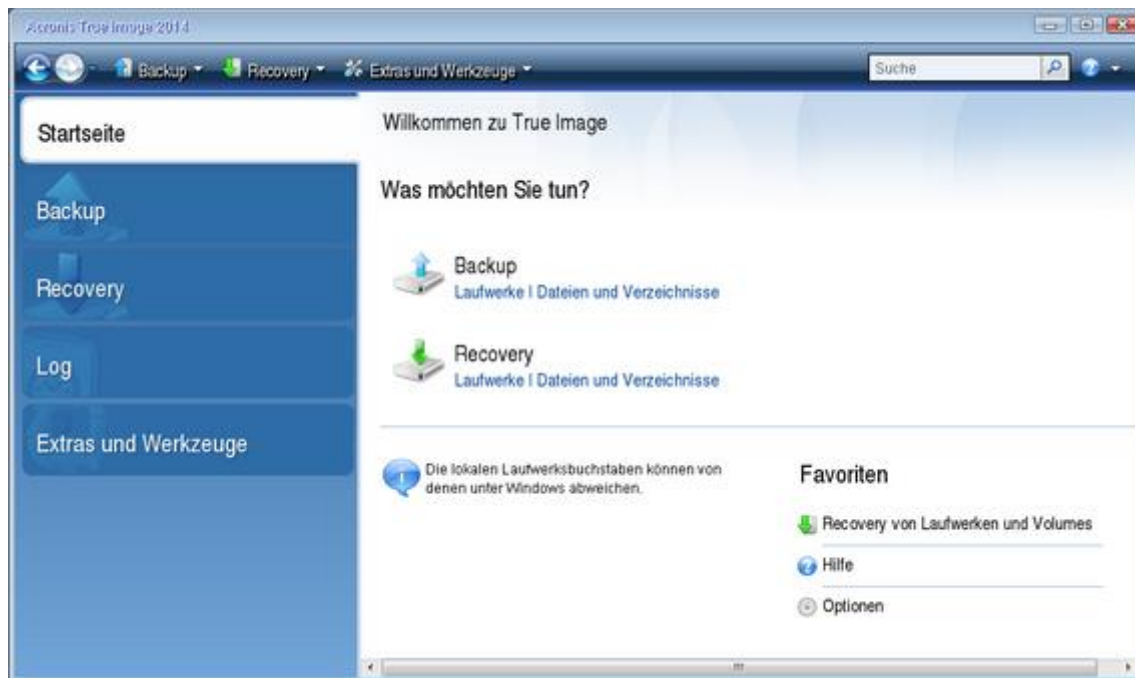 Acronis True Image 2014
Backup
Recovery
Extras und Werkzeuge
Suche
Startseite
Backup
Recovery
Log
Extras und Werkzeuge
Willkommen zu True Image
Was möchten Sie tun?
Backup
Laufwerke | Dateien und Verzeichnisse
Recovery
Laufwerke | Dateien und Verzeichnisse
Die lokalen Laufwerksbuchstaben können von
denen unter Windows abweichen.
Favoriten
Recovery von Laufwerken und Volumes
Hilfe
Optionen